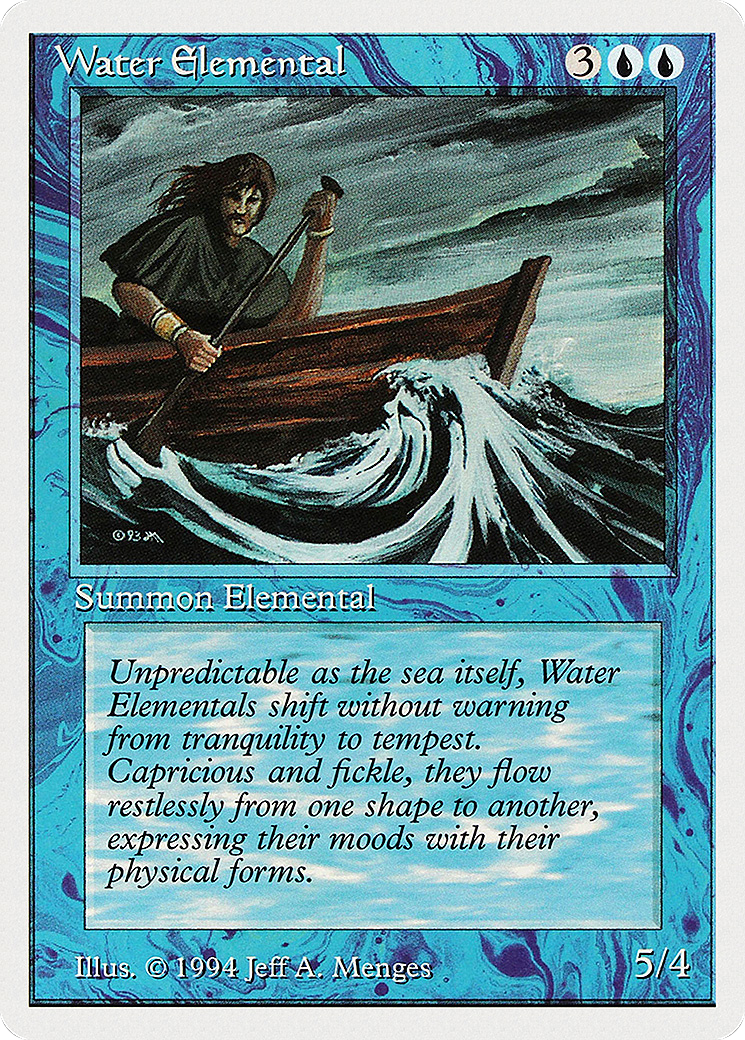 Water Elemental
3
© 93 JAM
Summon Elemental
Unpredictable as the sea itself, Water
Elementals shift without warning
from tranquility to tempest.
Capricious and fickle, they flow
restlessly from one shape to another,
expressing their moods with their
physical forms.
Illus. © 1994 Jeff A. Menges
5/4